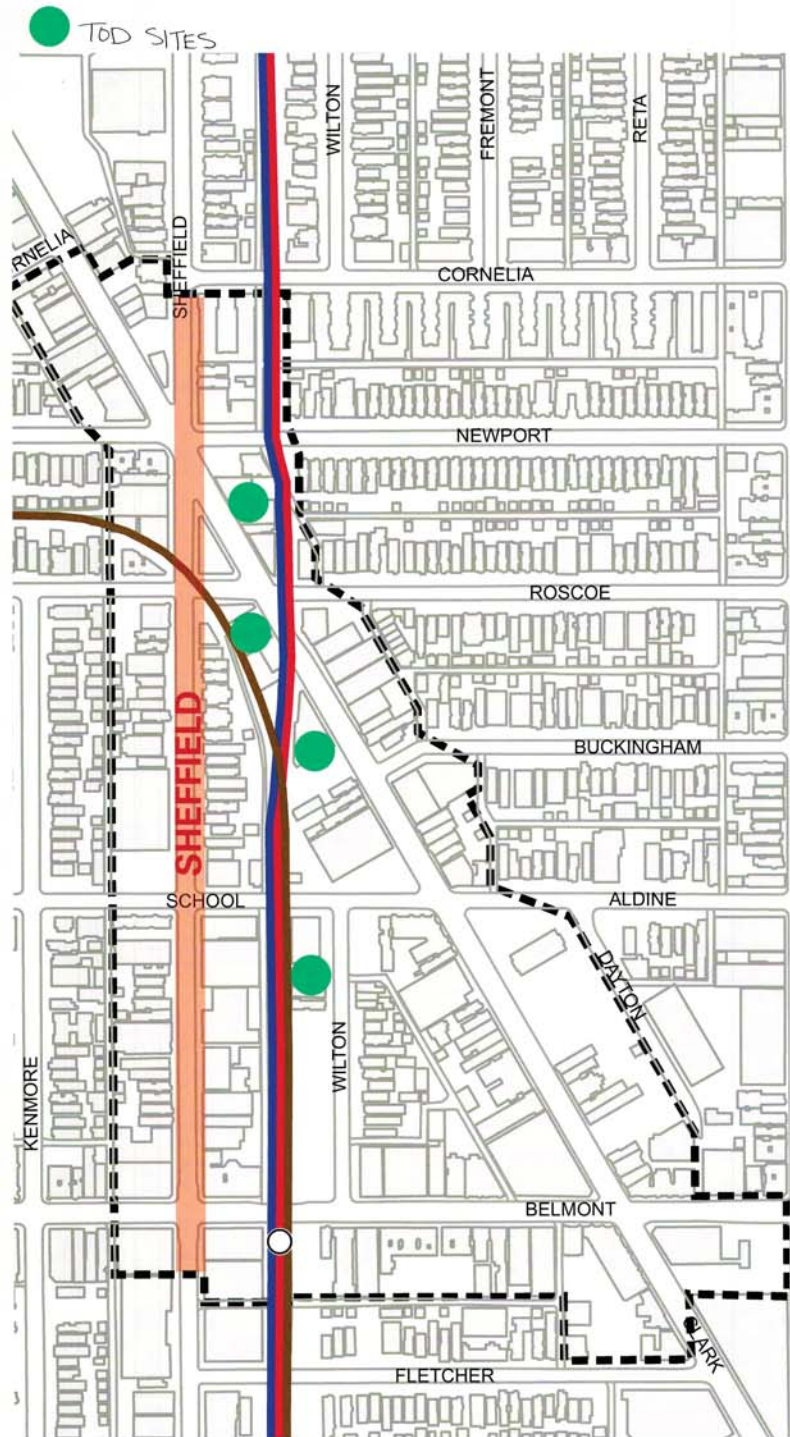 TOD SITES
WILTON
FREMONT
RETA
RNELIA
SHEFFIELD
CORNELIA
NEWPORT
ROSCOE
SHEFFIELD
BUCKINGHAM
SCHOOL
ALDINE
DAYTON
KENMORE
WILTON
BELMONT
CLARK
FLETCHER